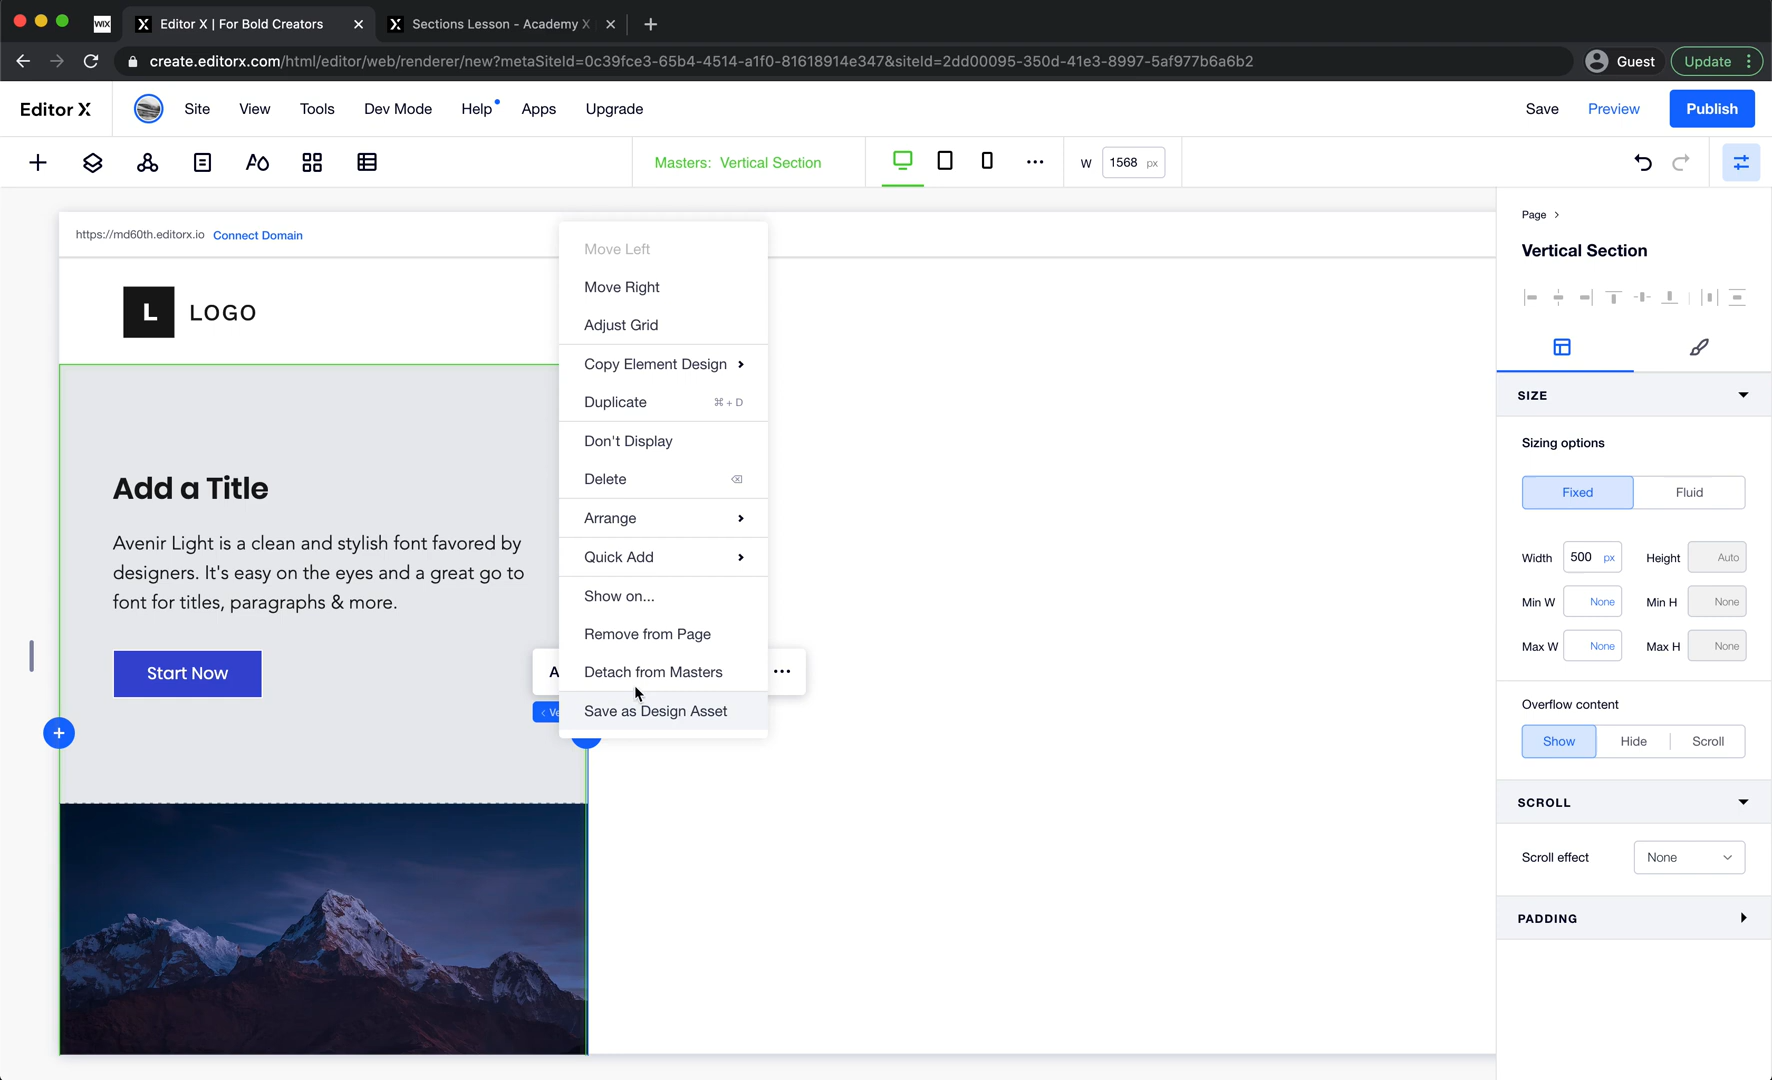 WIX
X Editor X | For Bold Creators
X Sections Lesson - Academy X
create.editorx.com/html/editor/web/renderer/new?metaSiteId=0c39fce3-65b4-4514-a1f0-81618914e347&siteId=2dd00095-350d-41e3-8997-5af977b6a6b2
Guest
Update
Editor X
Site
View
Tools
Dev Mode
Help
Apps
Upgrade
Save
Preview
Publish
Masters: Vertical Section
W 1568 px
https://md60th.editorx.io Connect Domain
L LOGO
Add a Title
Avenir Light is a clean and stylish font favored by
designers. It's easy on the eyes and a great go to
font for titles, paragraphs & more.
Start Now
Move Left
Move Right
Adjust Grid
Copy Element Design
Duplicate ⌘ + D
Don't Display
Delete
Arrange
Quick Add
Show on...
Remove from Page
Detach from Masters
Save as Design Asset
Page >
Vertical Section
SIZE
Sizing options
Fixed Fluid
Width 500 px Height Auto
Min W None Min H None
Max W None Max H None
Overflow content
Show Hide Scroll
SCROLL
Scroll effect None
PADDING